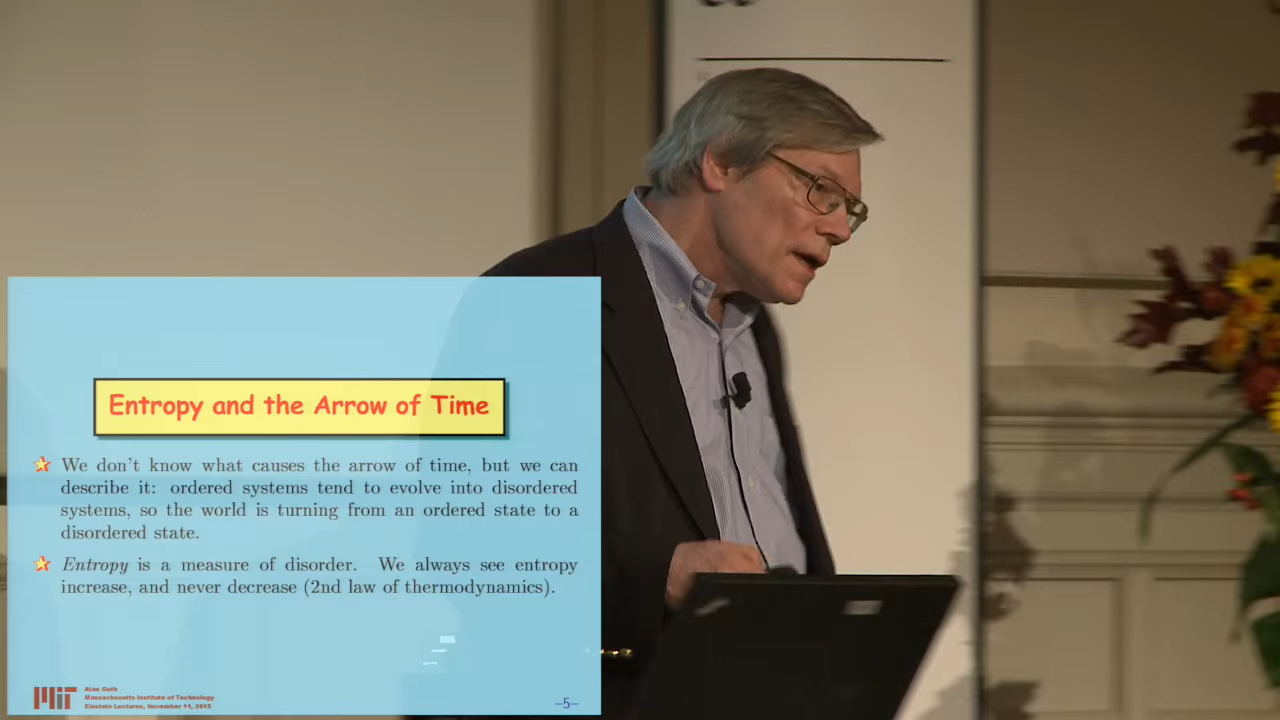 Entropy and the Arrow of Time
We don't know what causes the arrow of time, but we can
describe it: ordered systems tend to evolve into disordered
systems, so the world is turning from an ordered state to a
disordered state.
Entropy is a measure of disorder. We always see entropy
increase, and never decrease (2nd law of thermodynamics).
MIT
Alan Guth
Massachusetts Institute of Technology
Einstein Lectures, November 11, 2015
–5–